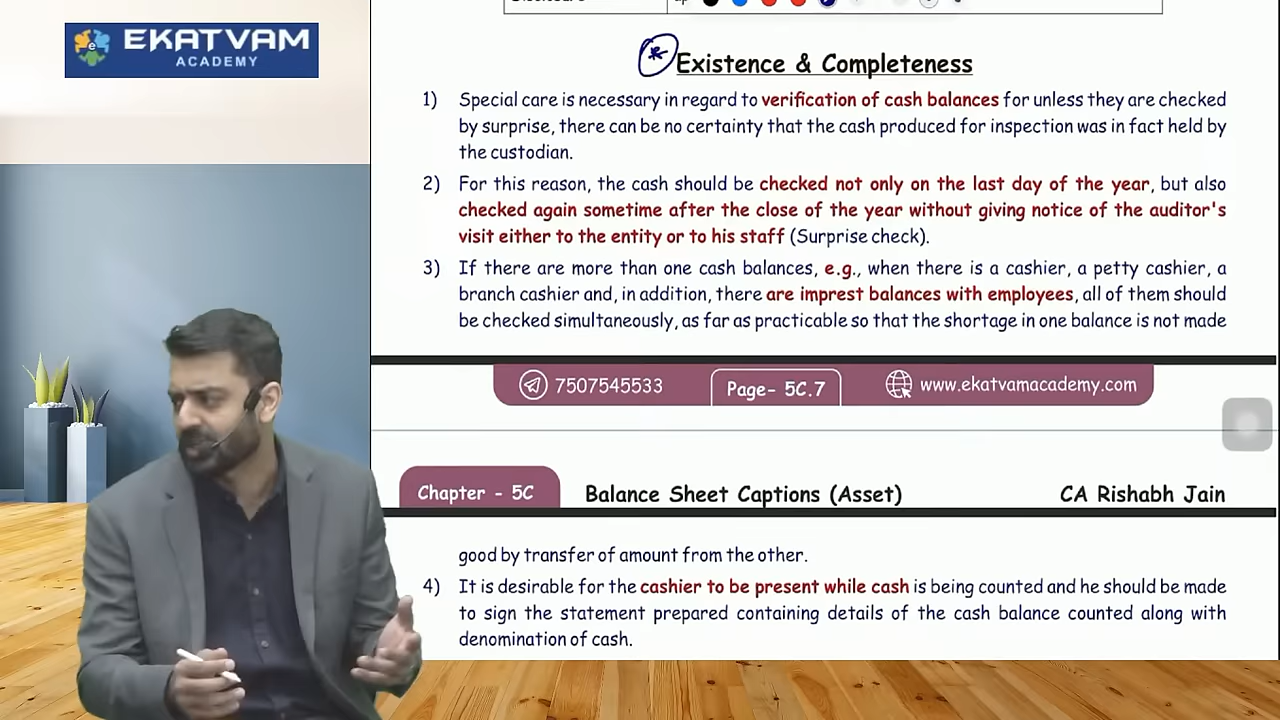 EKATVAM
ACADEMY
Existence & Completeness
1) Special care is necessary in regard to verification of cash balances for unless they are checked
by surprise, there can be no certainty that the cash produced for inspection was in fact held by
the custodian.
2) For this reason, the cash should be checked not only on the last day of the year, but also
checked again sometime after the close of the year without giving notice of the auditor's
visit either to the entity or to his staff (Surprise check).
3) If there are more than one cash balances, e.g., when there is a cashier, a petty cashier, a
branch cashier and, in addition, there are imprest balances with employees, all of them should
be checked simultaneously, as far as practicable so that the shortage in one balance is not made
7507545533 Page- 5C.7 www.ekatvamacademy.com
Chapter - 5C Balance Sheet Captions (Asset) CA Rishabh Jain
good by transfer of amount from the other.
4) It is desirable for the cashier to be present while cash is being counted and he should be made
to sign the statement prepared containing details of the cash balance counted along with
denomination of cash.